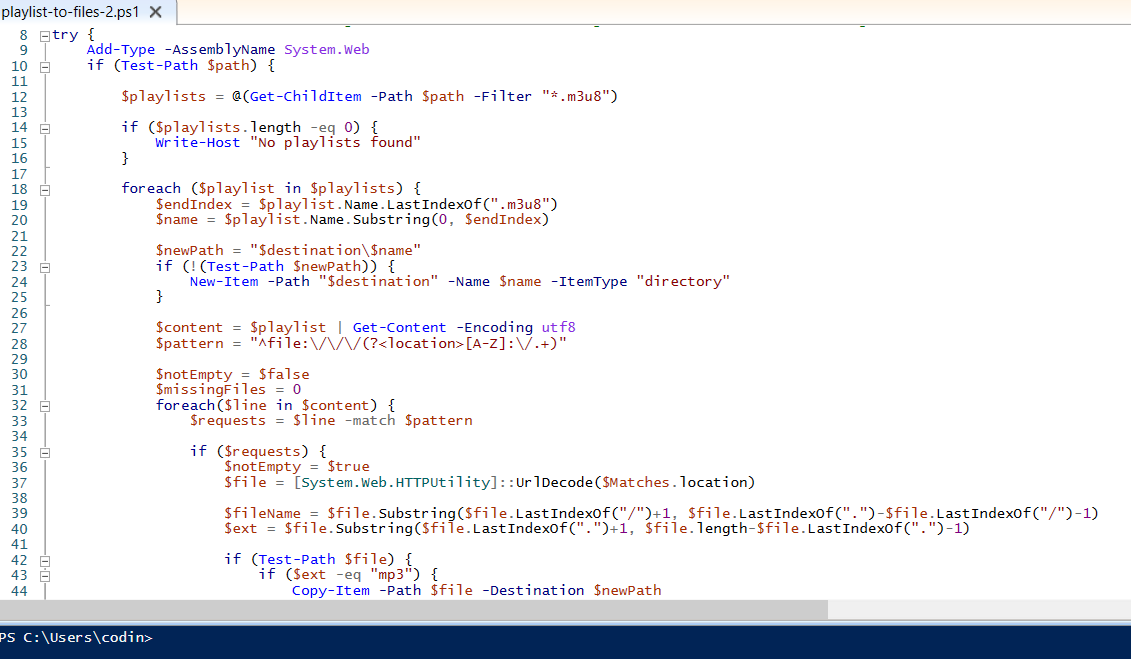 playlist-to-files-2.ps1
8 try {
9 Add-Type -AssemblyName System.Web
10 if (Test-Path $path) {
11
12 $playlists = @(Get-ChildItem -Path $path -Filter "*.m3u8")
13
14 if ($playlists.length -eq 0) {
15 Write-Host "No playlists found"
16 }
17
18 foreach ($playlist in $playlists) {
19 $endIndex = $playlist.Name.LastIndexOf(".m3u8")
20 $name = $playlist.Name.Substring(0, $endIndex)
21
22 $newPath = "$destination\$name"
23 if (!(Test-Path $newPath)) {
24 New-Item -Path "$destination" -Name $name -ItemType "directory"
25 }
26
27 $content = $playlist | Get-Content -Encoding utf8
28 $pattern = "^file:\/\/\/(?<location>[A-Z]:\/.+)"
29
30 $notEmpty = $false
31 $missingFiles = 0
32 foreach($line in $content) {
33 $requests = $line -match $pattern
34
35 if ($requests) {
36 $notEmpty = $true
37 $file = [System.Web.HTTPUtility]::UrlDecode($Matches.location)
38
39 $fileName = $file.Substring($file.LastIndexOf("/")+1, $file.LastIndexOf(".")-$file.LastIndexOf("/")-1)
40 $ext = $file.Substring($file.LastIndexOf(".")+1, $file.length-$file.LastIndexOf(".")-1)
41
42 if (Test-Path $file) {
43 if ($ext -eq "mp3") {
44 Copy-Item -Path $file -Destination $newPath
PS C:\Users\codin>